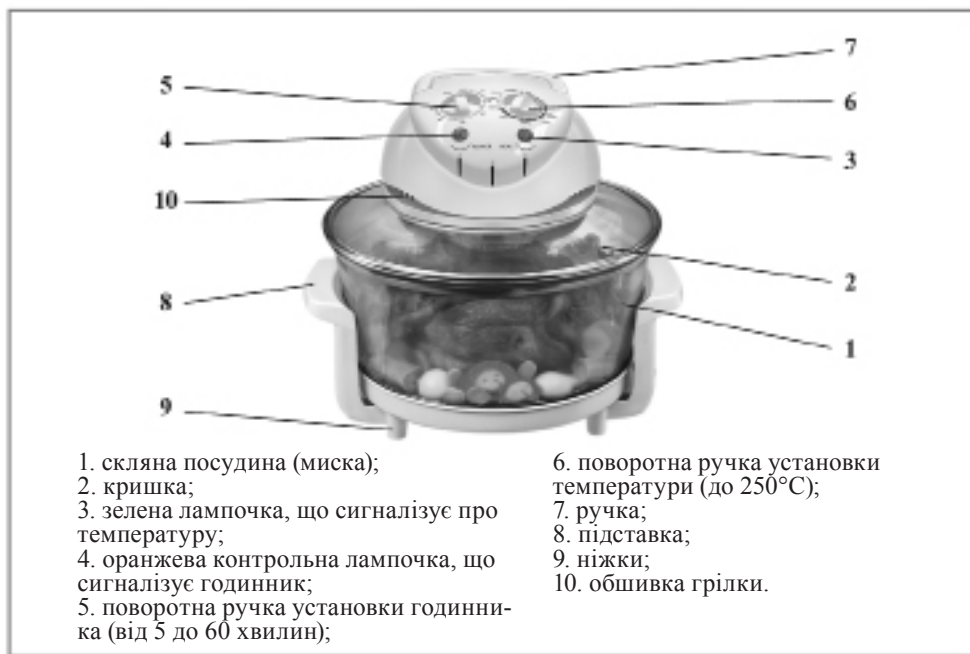 7
5
6
4
3
10
2
8
1
9
1. скляна посудина (миска);
2. кришка;
3. зелена лампочка, що сигналізує про
температуру;
4. оранжева контрольна лампочка, що
сигналізує годинник;
5. поворотна ручка установки годинни-
ка (від 5 до 60 хвилин);
6. поворотна ручка установки
температури (до 250°C);
7. ручка;
8. підставка;
9. ніжки;
10. обшивка грілки.